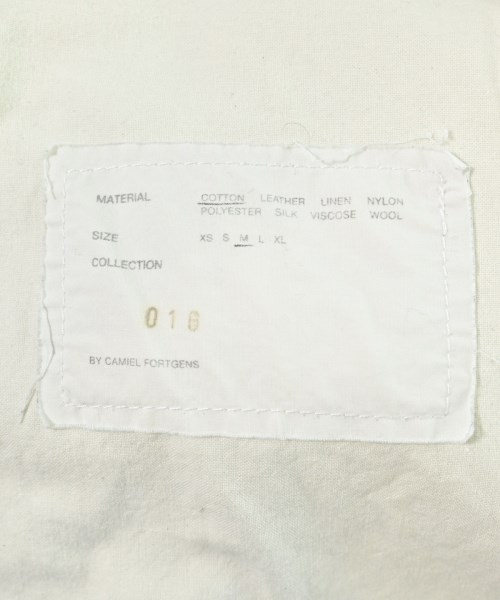 MATERIAL COTTON LEATHER LINEN NYLON
POLYESTER SILK VISCOSE WOOL
SIZE XS S M L XL
COLLECTION
016
BY CAMIEL FORTGENS